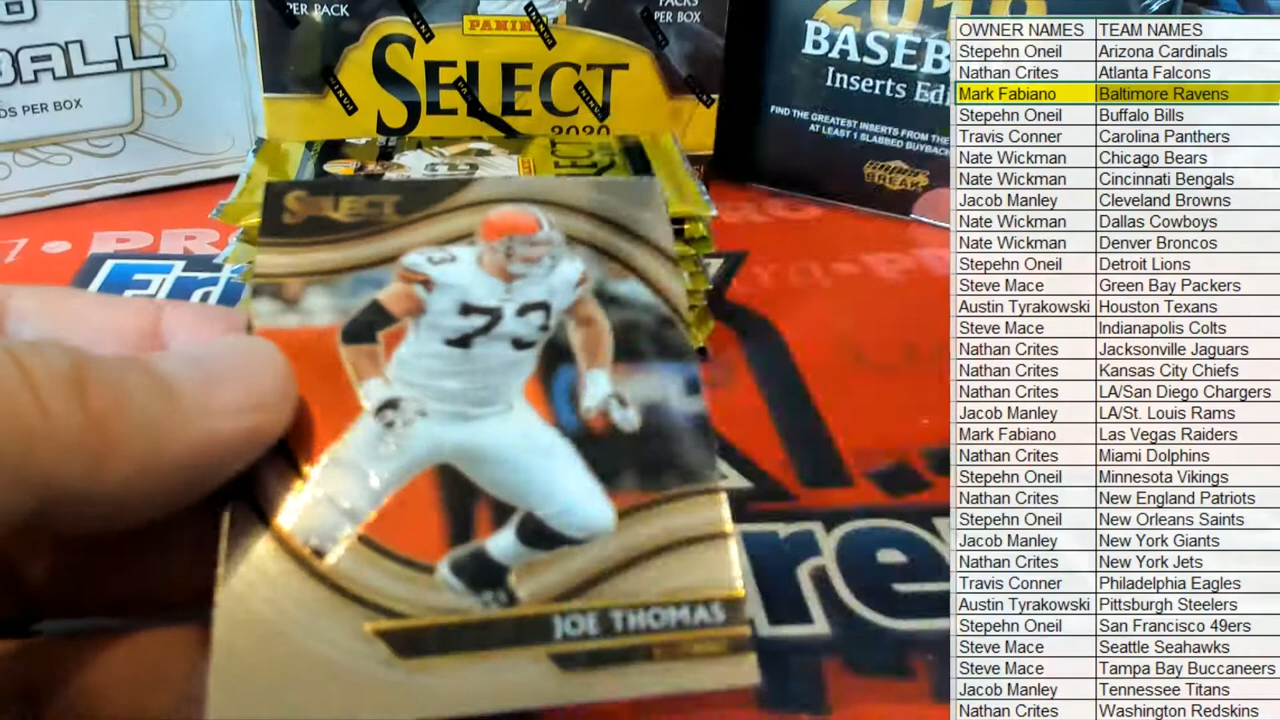 PER PACK
PACKS
PER BOX
PANINI
SELECT
2020
BALL
DS PER BOX
2019
BASEB
Inserts Edi
FIND THE GREATEST INSERTS FROM THE
AT LEAST 1 SLABBED BUYBACK
BREAK
SELECT
73
JOE THOMAS
re
OWNER NAMES TEAM NAMES
Stepehn Oneil Arizona Cardinals
Nathan Crites Atlanta Falcons
Mark Fabiano Baltimore Ravens
Stepehn Oneil Buffalo Bills
Travis Conner Carolina Panthers
Nate Wickman Chicago Bears
Nate Wickman Cincinnati Bengals
Jacob Manley Cleveland Browns
Nate Wickman Dallas Cowboys
Nate Wickman Denver Broncos
Stepehn Oneil Detroit Lions
Steve Mace Green Bay Packers
Austin Tyrakowski Houston Texans
Steve Mace Indianapolis Colts
Nathan Crites Jacksonville Jaguars
Nathan Crites Kansas City Chiefs
Nathan Crites LA/San Diego Chargers
Jacob Manley LA/St. Louis Rams
Mark Fabiano Las Vegas Raiders
Nathan Crites Miami Dolphins
Stepehn Oneil Minnesota Vikings
Nathan Crites New England Patriots
Stepehn Oneil New Orleans Saints
Jacob Manley New York Giants
Nathan Crites New York Jets
Travis Conner Philadelphia Eagles
Austin Tyrakowski Pittsburgh Steelers
Stepehn Oneil San Francisco 49ers
Steve Mace Seattle Seahawks
Steve Mace Tampa Bay Buccaneers
Jacob Manley Tennessee Titans
Nathan Crites Washington Redskins